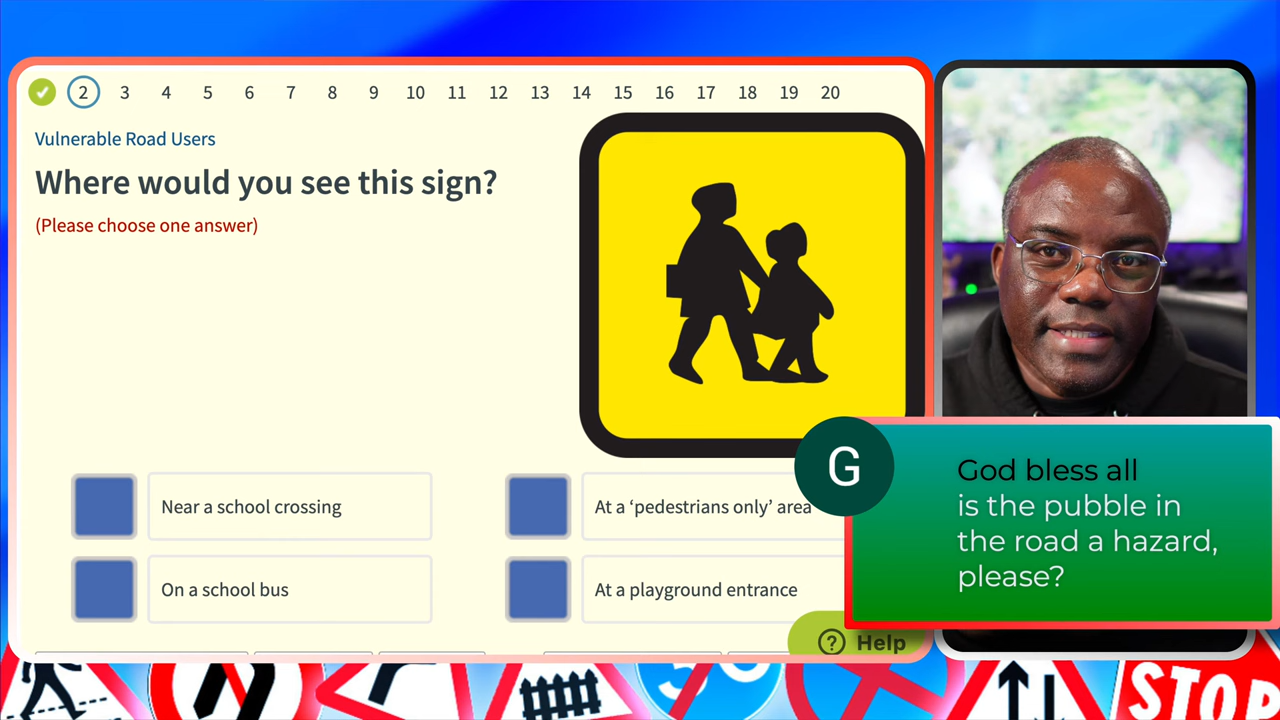 2 3 4 5 6 7 8 9 10 11 12 13 14 15 16 17 18 19 20
Vulnerable Road Users
Where would you see this sign?
(Please choose one answer)
Near a school crossing
At a ‘pedestrians only’ area
On a school bus
At a playground entrance
? Help
G
God bless all
is the pubble in
the road a hazard,
please?
STOP